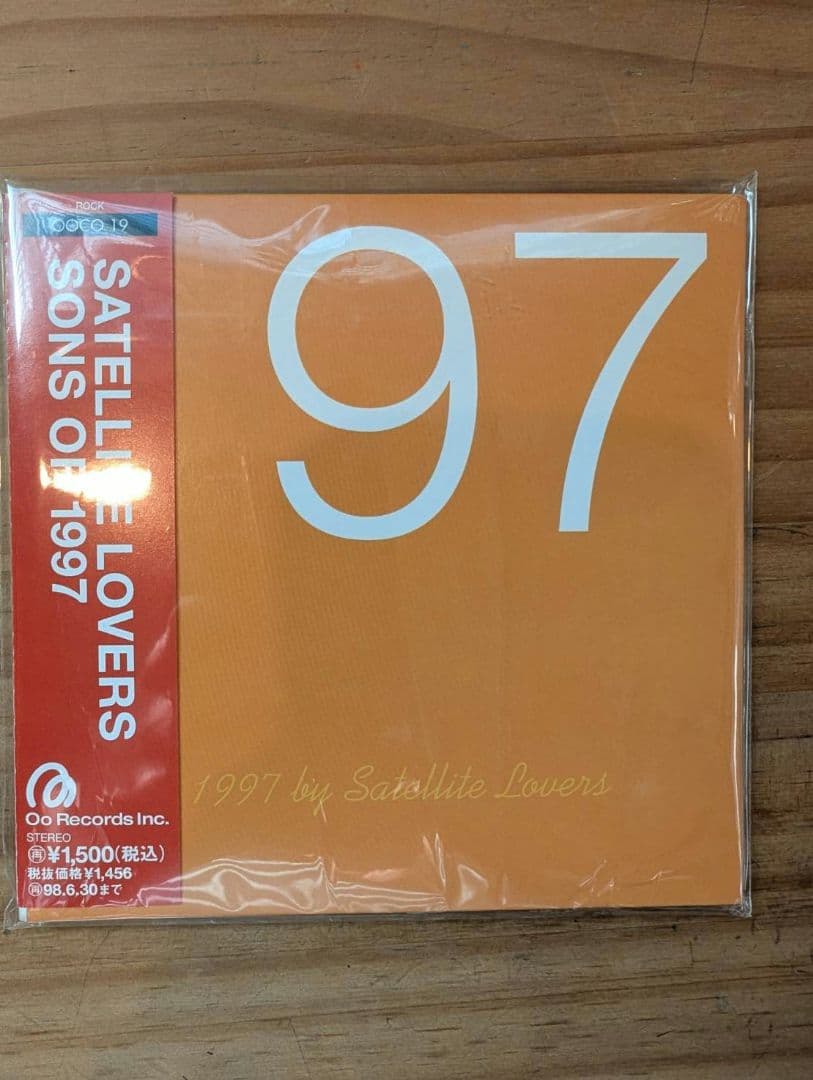 ROCK
OOCO 19
SATELLITE LOVERS
SONS OF 1997
97
1997 by Satellite Lovers
Oo Records Inc.
STEREO
再¥1,500(税込)
税抜価格¥1,456
再98.6.30まで